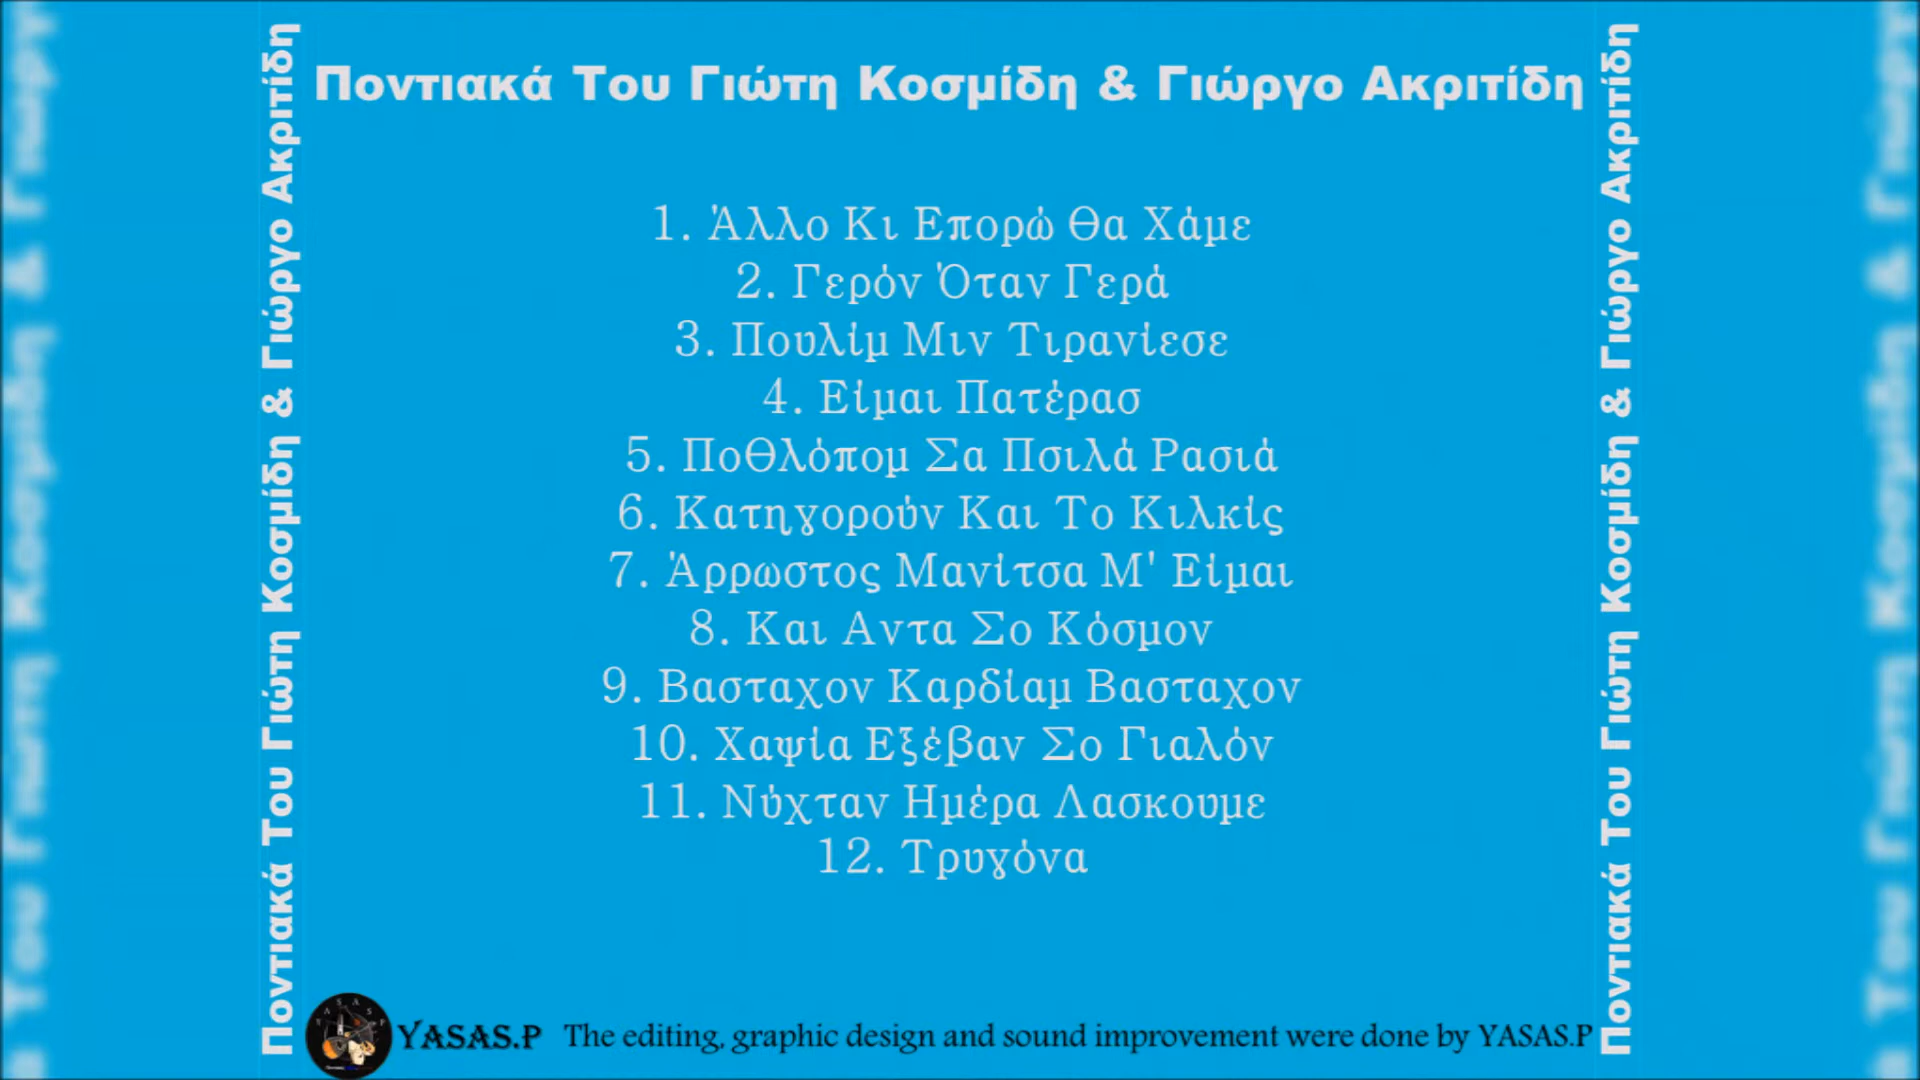 Ποντιακά Του Γιώτη Κοσμίδη & Γιώργο Ακριτίδη
Ποντιακά Του Γιώτη Κοσμίδη & Γιώργο Ακριτίδη
1. Άλλο Κι Επορώ Θα Χάμε
2. Γερόν Όταν Γερά
3. Πουλίμ Μιν Τιρανίεσε
4. Είμαι Πατέρασ
5. ΠοΘλόπομ Σα Πσιλά Ρασιά
6. Κατηγορούν Και Το Κιλκίς
7. Άρρωστος Μανίτσα Μ' Είμαι
8. Και Αντα Σο Κόσμον
9. Βασταχον Καρδίαμ Βασταχον
10. Χαψία Εξέβαν Σο Γιαλόν
11. Νύχταν Ημέρα Λασκουμε
12. Τρυγόνα
Ποντιακά Του Γιώτη Κοσμίδη & Γιώργο Ακριτίδη
YASAS.P The editing, graphic design and sound improvement were done by YASAS.P